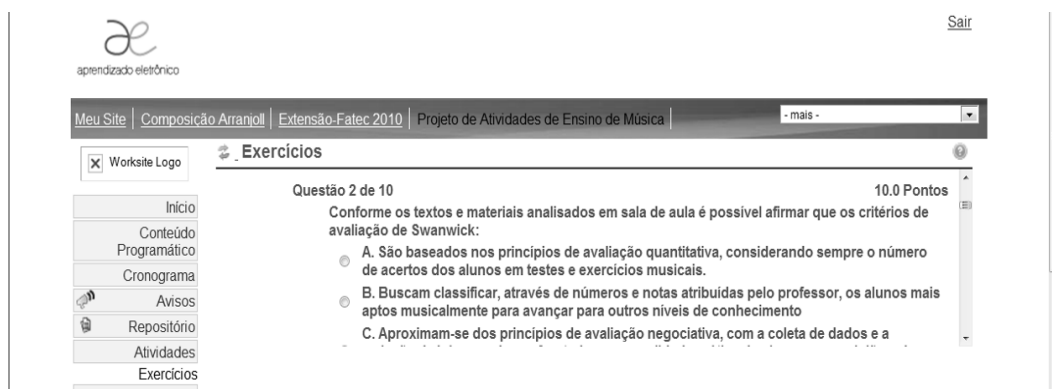 Sair
ae
aprendizado eletrônico
Meu Site | Composição ArranjoII | Extensão-Fatec 2010 | Projeto de Atividades de Ensino de Música |
- mais -
Worksite Logo
Exercícios
Início
Conteúdo
Programático
Cronograma
Avisos
Repositório
Atividades
Exercícios
Questão 2 de 10
10.0 Pontos
Conforme os textos e materiais analisados em sala de aula é possivel afirmar que os critérios de
avaliação de Swanwick:
A. São baseados nos princípios de avaliação quantitativa, considerando sempre o número
de acertos dos alunos em testes e exercícios musicais.
B. Buscam classificar, através de números e notas atribuidas pelo professor, os alunos mais
aptos musicalmente para avançar para outros níveis de conhecimento
C. Aproximam-se dos princípios de avaliação negociativa, com a coleta de dados e a